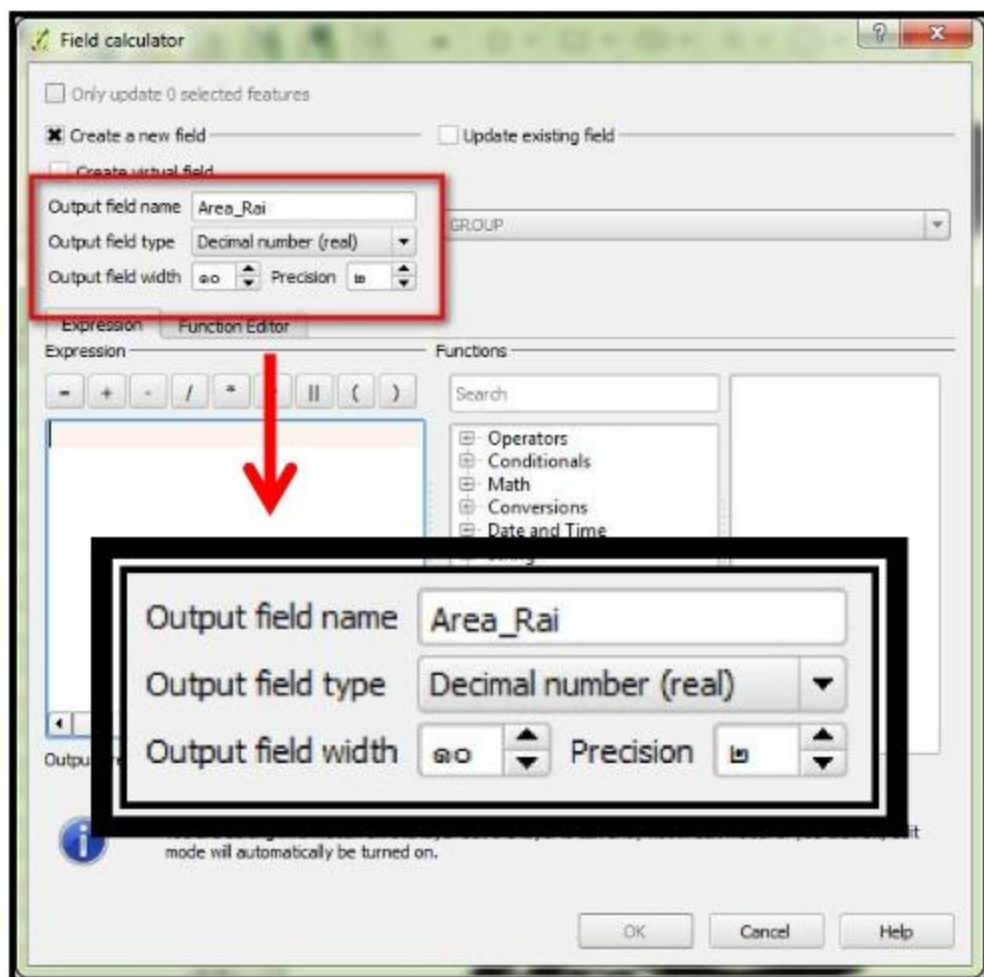 Field calculator
Only update 0 selected features
Create a new field
Update existing field
Create virtual field
Output field name Area_Rai
GROUP
Output field type Decimal number (real)
Output field width ๑๐ Precision ๒
Expression Function Editor
Expression
Functions
= + - / * || ( )
Search
Operators
Conditionals
Math
Conversions
Date and Time
Output field name Area_Rai
Output field type Decimal number (real)
Output field width ๑๐ Precision ๒
mode will automatically be turned on.
OK Cancel Help